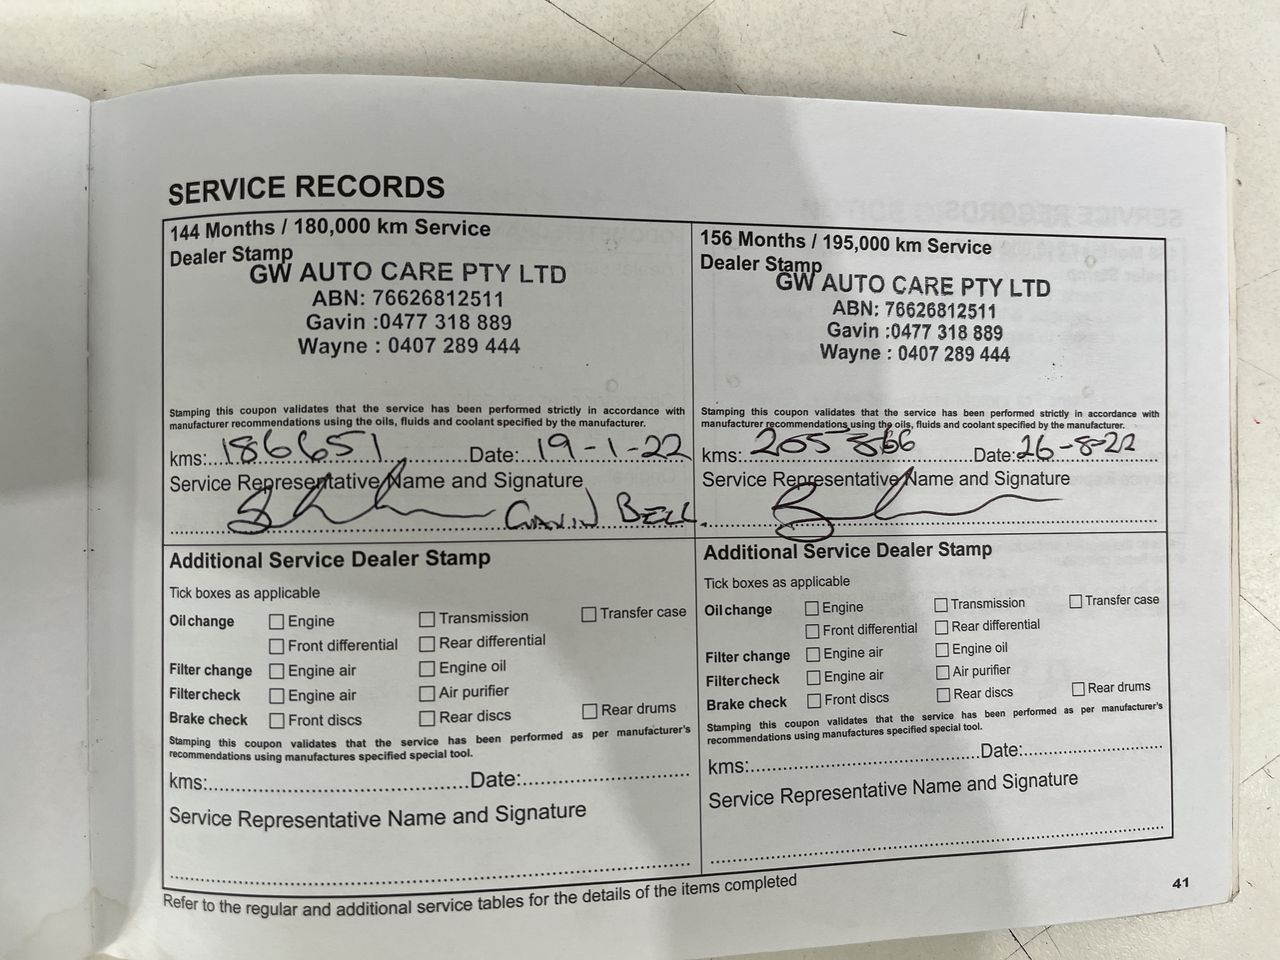 SERVICE RECORDS
144 Months / 180,000 km Service
Dealer Stamp
GW AUTO CARE PTY LTD
ABN: 76626812511
Gavin :0477 318 889
Wayne : 0407 289 444
Stamping this coupon validates that the service has been performed strictly in accordance with
manufacturer recommendations using the oils, fluids and coolant specified by the manufacturer.
kms: 186651 Date: 19-1-22
Service Representative Name and Signature
GAVIN BELL
Additional Service Dealer Stamp
Tick boxes as applicable
Oil change Engine Transmission Transfer case
Front differential Rear differential
Filter change Engine air Engine oil
Filter check Engine air Air purifier
Brake check Front discs Rear discs Rear drums
Stamping this coupon validates that the service has been performed as per manufacturer's
recommendations using manufactures specified special tool.
kms: Date:
Service Representative Name and Signature
156 Months / 195,000 km Service
Dealer Stamp
GW AUTO CARE PTY LTD
ABN: 76626812511
Gavin :0477 318 889
Wayne : 0407 289 444
Stamping this coupon validates that the service has been performed strictly in accordance with
manufacturer recommendations using the oils, fluids and coolant specified by the manufacturer.
kms: Date: 26-8-22
Service Representative Name and Signature
Additional Service Dealer Stamp
Tick boxes as applicable
Oil change Engine Transmission Transfer case
Front differential Rear differential
Filter change Engine air Engine oil
Filter check Engine air Air purifier
Brake check Front discs Rear discs Rear drums
Stamping this coupon validates that the service has been performed as per manufacturer's
recommendations using manufactures specified special tool.
kms: Date:
Service Representative Name and Signature
Refer to the regular and additional service tables for the details of the items completed
41